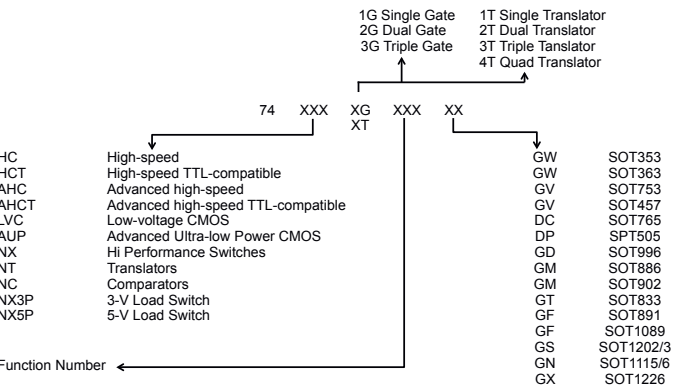 1G Single Gate 1T Single Translator
2G Dual Gate 2T Dual Translator
3G Triple Gate 3T Triple Tanslator
4T Quad Translator
74 XXX XG XXX XX
XT
HC High-speed GW SOT353
HCT High-speed TTL-compatible GW SOT363
AHC Advanced high-speed GV SOT753
AHCT Advanced high-speed TTL-compatible GV SOT457
LVC Low-voltage CMOS DC SOT765
AUP Advanced Ultra-low Power CMOS DP SPT505
NX Hi Performance Switches GD SOT996
NT Translators GM SOT886
NC Comparators GM SOT902
NX3P 3-V Load Switch GT SOT833
NX5P 5-V Load Switch GF SOT891
GF SOT1089
GS SOT1202/3
Function Number GN SOT1115/6
GX SOT1226